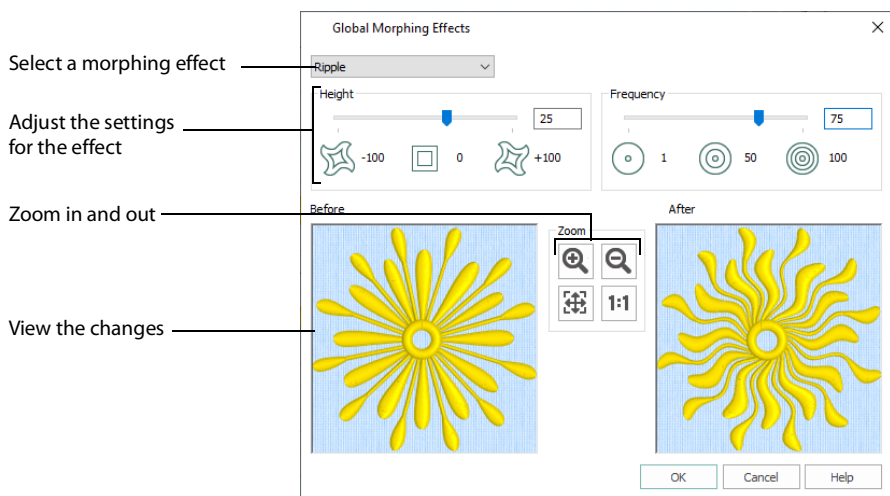 Global Morphing Effects
Select a morphing effect
Ripple
Adjust the settings
for the effect
Height
25
-100
0
+100
Frequency
75
1
50
100
Zoom in and out
Before
Zoom
1:1
After
View the changes
OK
Cancel
Help